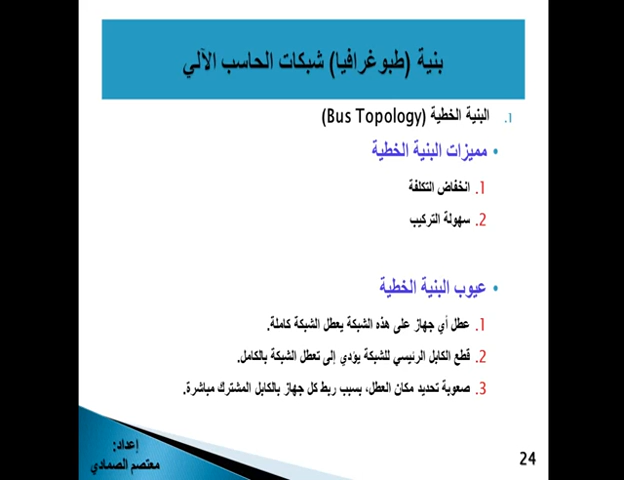 بنية (طبوغرافيا) شبكات الحاسب الآلي
1. البنية الخطية (Bus Topology)
• مميزات البنية الخطية
1. انخفاض التكلفة
2. سهولة التركيب
• عيوب البنية الخطية
1. عطل أي جهاز على هذه الشبكة يعطل الشبكة كاملة.
2. قطع الكابل الرئيسي للشبكة يؤدي إلى تعطل الشبكة بالكامل.
3. صعوبة تحديد مكان العطل، بسبب ربط كل جهاز بالكابل المشترك مباشرة.
إعداد:
معتصم الصمادي
24